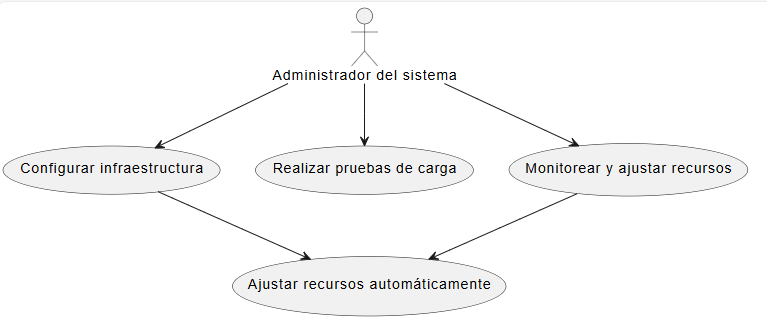 Administrador del sistema
Configurar infraestructura
Realizar pruebas de carga
Monitorear y ajustar recursos
Ajustar recursos automáticamente